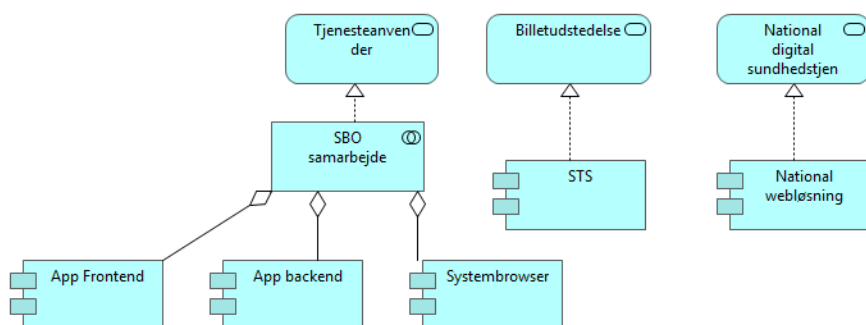 Tjenesteanven
der
Billetudstedelse
National
digital
sundhedstjen
SBO
samarbejde
STS
National
webløsning
App Frontend
App backend
Systembrowser